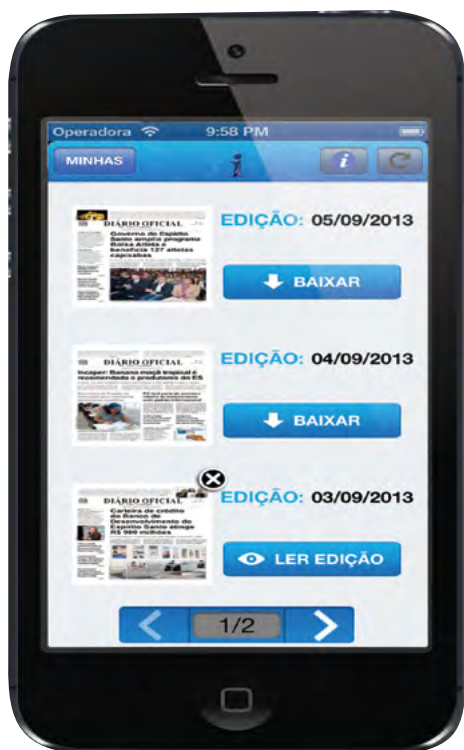 Operadora 9:58 PM
MINHAS
i
DIÁRIO OFICIAL
Governo do Espírito
Santo amplia programa
Bolsa Atleta e
beneficia 127 atletas
capixabas
EDIÇÃO: 05/09/2013
BAIXAR
DIÁRIO OFICIAL
Incaper: Banana maçã tropical é
recomendada a produtores do ES
EDIÇÃO: 04/09/2013
BAIXAR
DIÁRIO OFICIAL
Carteira de crédito
do Banco de
Desenvolvimento do
Espírito Santo atinge
R$ 999 milhões
EDIÇÃO: 03/09/2013
LER EDIÇÃO
1/2